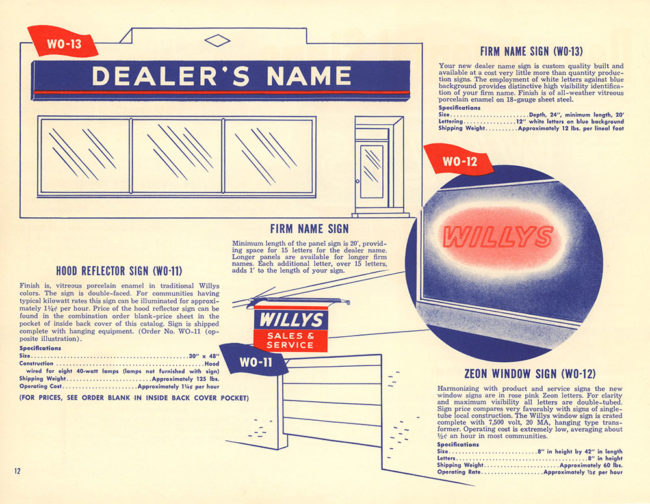 WO-13
DEALER'S NAME
FIRM NAME SIGN (WO-13)
Your new dealer name sign is custom quality built and
available at a cost very little more than quantity produc-
tion signs. The employment of white letters against blue
background provides distinctive high visibility identifica-
tion of your firm name. Finish is of all-weather vitreous
porcelain enamel on 18-gauge sheet steel.
Specifications
Size......................Depth, 24", minimum length, 20'
Lettering..............12" white letters on blue background
Shipping Weight.........Approximately 12 lbs. per lineal foot
WO-12
WILLYS
FIRM NAME SIGN
Minimum length of the panel sign is 20', provid-
ing space for 15 letters for the dealer name.
Longer panels are available for longer firm
names. Each additional letter, over 15 letters,
adds 1' to the length of your sign.
HOOD REFLECTOR SIGN (WO-11)
Finish is, vitreous porcelain enamel in traditional Willys
colors. The sign is double-faced. For communities having
typical kilowatt rates this sign can be illuminated for approxi-
mately 1½¢ per hour. Price of the hood reflector sign can be
found in the combination order blank-price sheet in the
pocket of inside back cover of this catalog. Sign is shipped
complete with hanging equipment. (Order No. WO-11 (op-
posite illustration).
Specifications
Size..............................................30" x 48"
Construction.........................................Hood
wired for eight 40-watt lamps (lamps not furnished with sign)
Shipping Weight........................Approximately 125 lbs.
Operating Cost.....................Approximately 1½¢ per hour
(FOR PRICES, SEE ORDER BLANK IN INSIDE BACK COVER POCKET)
WILLYS
SALES &
SERVICE
WO-11
ZEON WINDOW SIGN (WO-12)
Harmonizing with product and service signs the new
window signs are in rose pink Zeon letters. For clarity
and maximum visibility all letters are double-tubed.
Sign price compares very favorably with signs of single-
tube local construction. The Willys window sign is crated
complete with 7,500 volt, 20 MA, hanging type trans-
former. Operating cost is extremely low, averaging about
½¢ an hour in most communities.
Specifications
Size.........................8" in height by 42" in length
Letters.....................................8" in height
Shipping Weight.....................Approximately 60 lbs.
Operating Rate.................Approximately ½¢ per hour
12